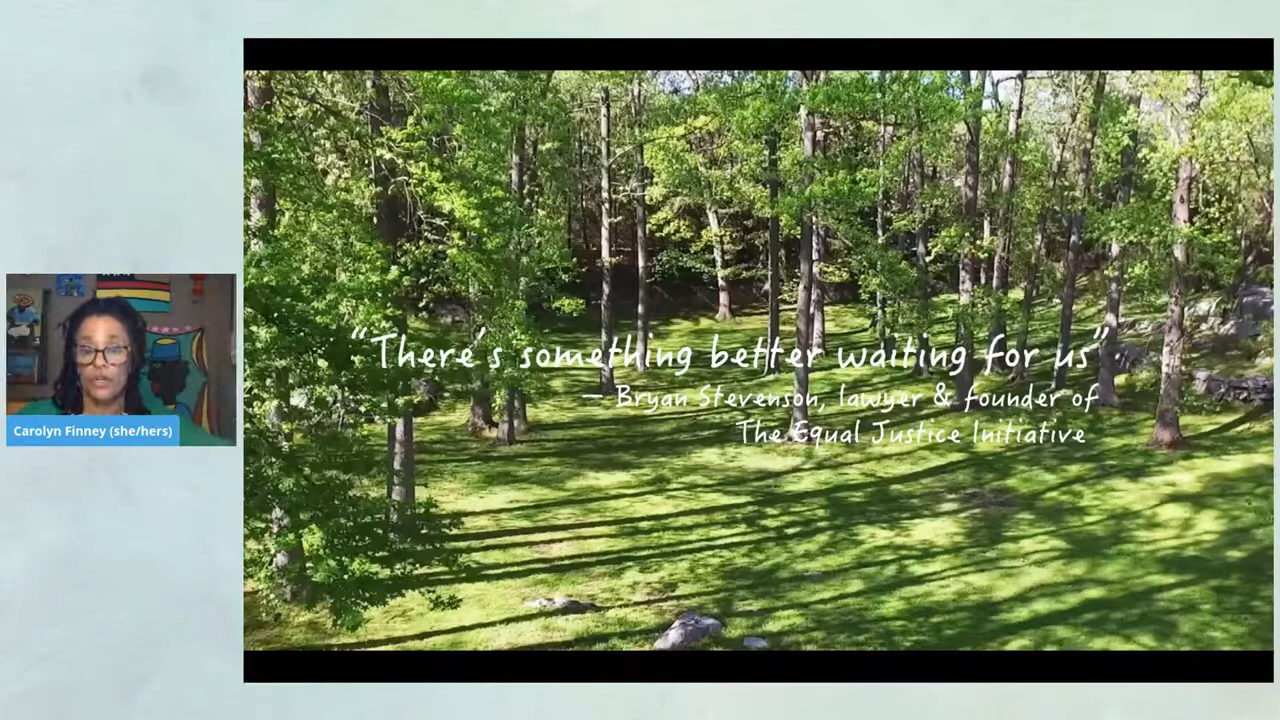 “There's something better waiting for us”
— Bryan Stevenson, lawyer & founder of
The Equal Justice Initiative
Carolyn Finney (she/hers)